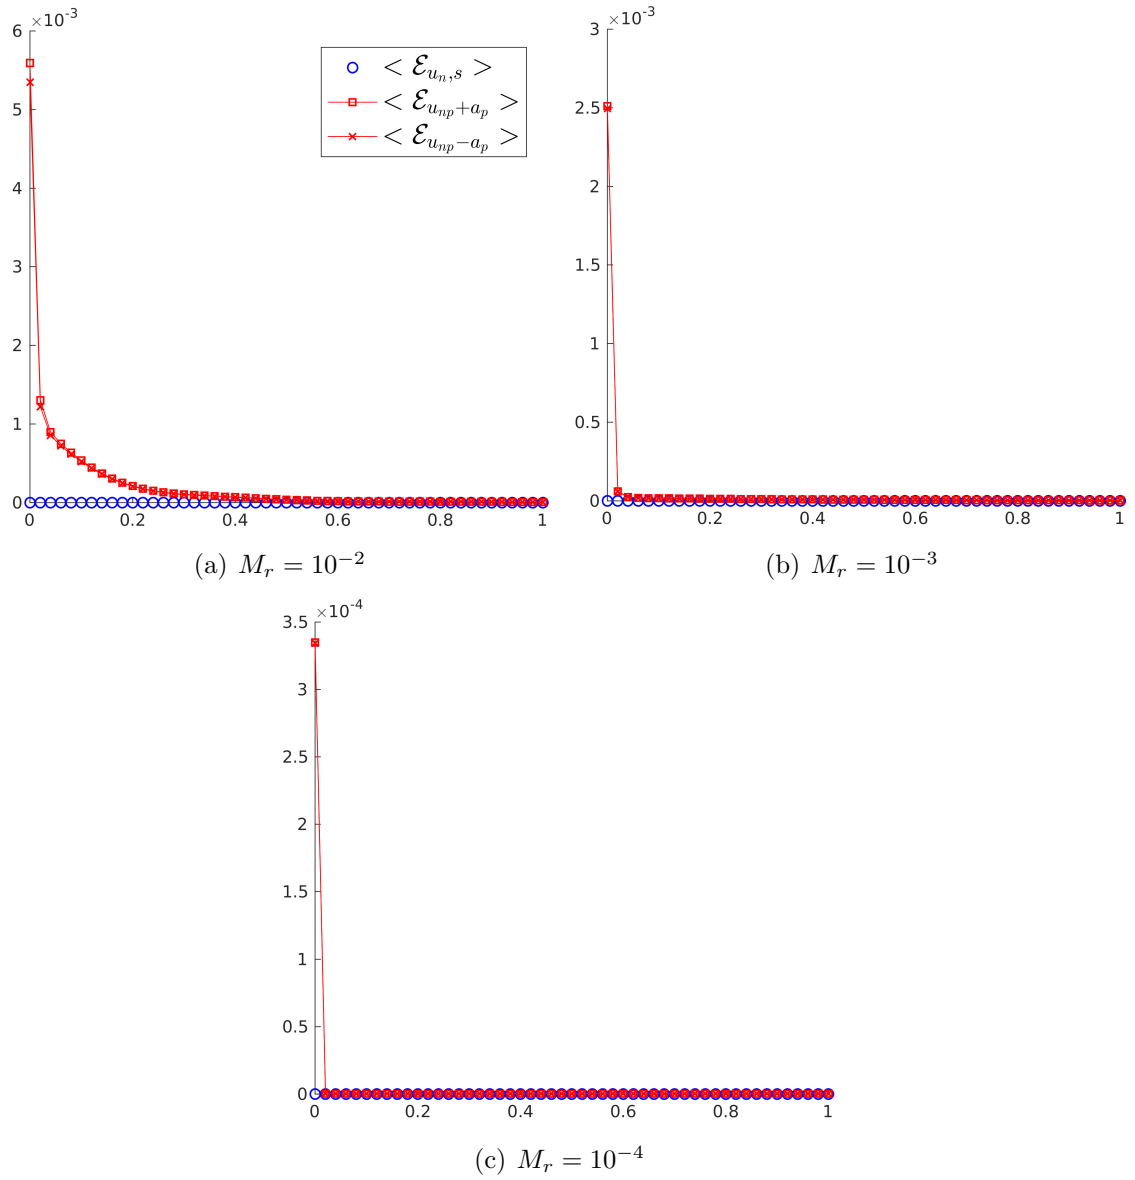 ×10⁻³
6
5
4
3
2
1
0
0 0.2 0.4 0.6 0.8 1
< ℰ_{u_n,s} >
< ℰ_{u_{np}+a_p} >
< ℰ_{u_{np}-a_p} >
(a) M_r = 10⁻²
×10⁻³
3
2.5
2
1.5
1
0.5
0
0 0.2 0.4 0.6 0.8 1
(b) M_r = 10⁻³
×10⁻⁴
3.5
3
2.5
2
1.5
1
0.5
0
0 0.2 0.4 0.6 0.8 1
(c) M_r = 10⁻⁴